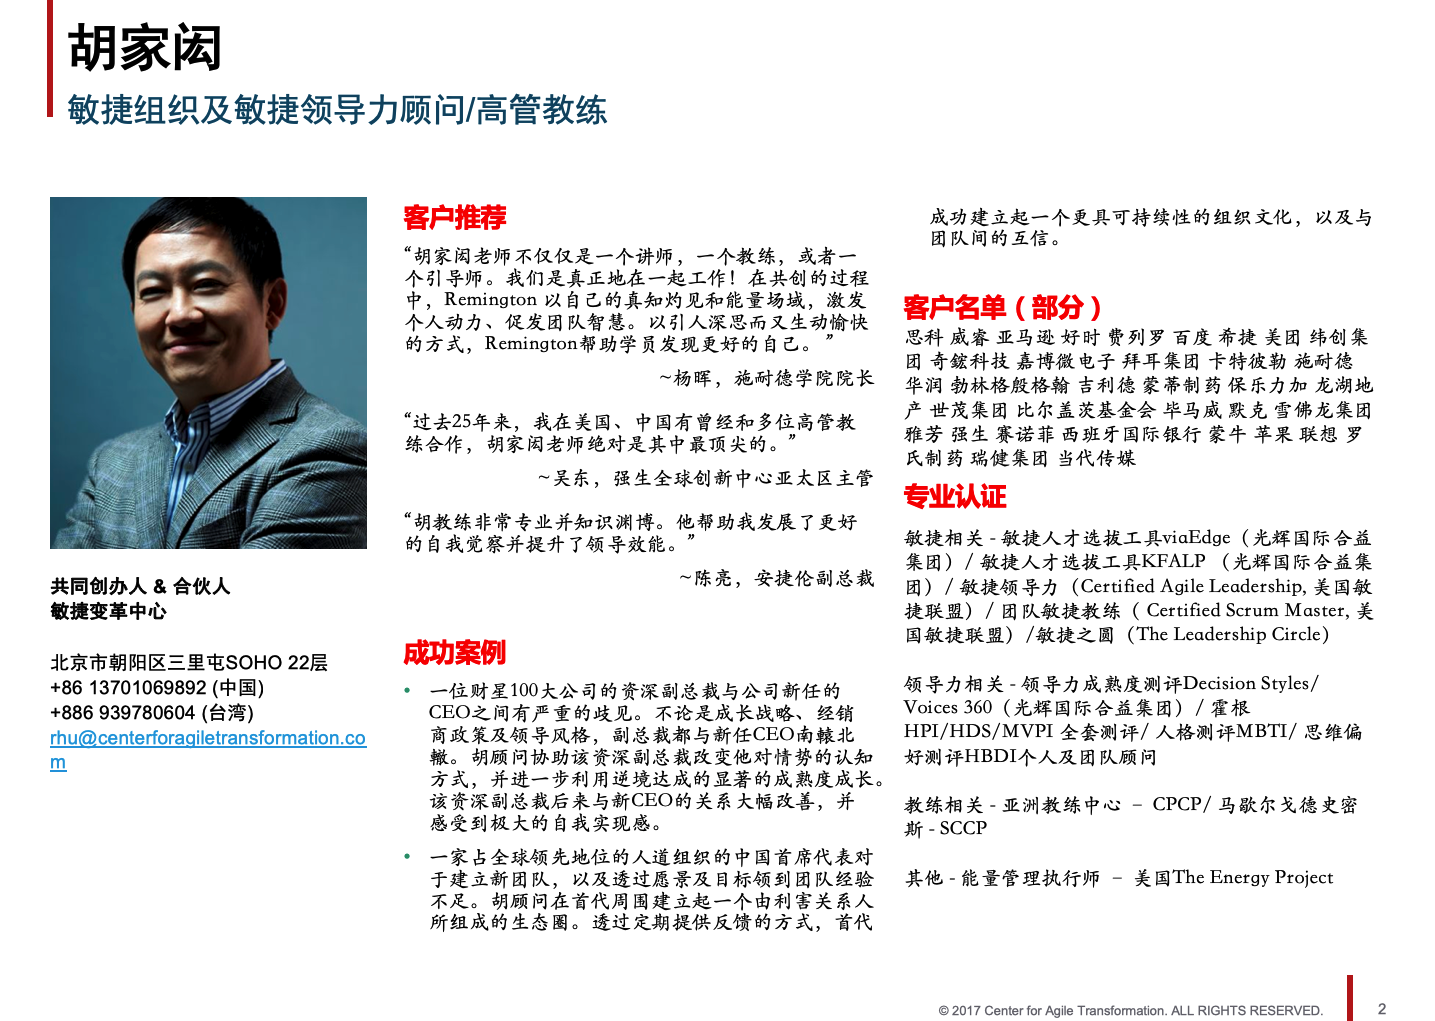 胡家闳
敏捷组织及敏捷领导力顾问/高管教练
共同创办人 & 合伙人
敏捷变革中心
北京市朝阳区三里屯SOHO 22层
+86 13701069892 (中国)
+886 939780604 (台湾)
rhu@centerforagiletransformation.co
m
客户推荐
“胡家闳老师不仅仅是一个讲师，一个教练，或者一
个引导师。我们是真正地在一起工作！在共创的过程
中，Remington 以自己的真知灼见和能量场域，激发
个人动力、促发团队智慧。以引人深思而又生动愉快
的方式，Remington帮助学员发现更好的自己。 ”
~杨晖，施耐德学院院长
“过去25年来，我在美国、中国有曾经和多位高管教
练合作，胡家闳老师绝对是其中最顶尖的。”
~吴东，强生全球创新中心亚太区主管
“胡教练非常专业并知识渊博。他帮助我发展了更好
的自我觉察并提升了领导效能。”
~陈亮，安捷伦副总裁
成功案例
• 一位财星100大公司的资深副总裁与公司新任的
CEO之间有严重的歧见。不论是成长战略、经销
商政策及领导风格，副总裁都与新任CEO南辕北
辙。胡顾问协助该资深副总裁改变他对情势的认知
方式，并进一步利用逆境达成的显著的成熟度成长。
该资深副总裁后来与新CEO的关系大幅改善，并
感受到极大的自我实现感。
• 一家占全球领先地位的人道组织的中国首席代表对
于建立新团队，以及透过愿景及目标领到团队经验
不足。胡顾问在首代周围建立起一个由利害关系人
所组成的生态圈。透过定期提供反馈的方式，首代
成功建立起一个更具可持续性的组织文化，以及与
团队间的互信。
客户名单（部分）
思科 威睿 亚马逊 好时 费列罗 百度 希捷 美团 纬创集
团 奇鋐科技 嘉博微电子 拜耳集团 卡特彼勒 施耐德
华润 勃林格殷格翰 吉利德 蒙蒂制药 保乐力加 龙湖地
产 世茂集团 比尔盖茨基金会 毕马威 默克 雪佛龙集团
雅芳 强生 赛诺菲 西班牙国际银行 蒙牛 苹果 联想 罗
氏制药 瑞健集团 当代传媒
专业认证
敏捷相关 - 敏捷人才选拔工具viaEdge（光辉国际合益
集团）/ 敏捷人才选拔工具KFALP （光辉国际合益集
团）/ 敏捷领导力（Certified Agile Leadership, 美国敏
捷联盟）/ 团队敏捷教练（ Certified Scrum Master, 美
国敏捷联盟）/敏捷之圆（The Leadership Circle）
领导力相关 - 领导力成熟度测评Decision Styles/
Voices 360（光辉国际合益集团）/ 霍根
HPI/HDS/MVPI 全套测评/ 人格测评MBTI/ 思维偏
好测评HBDI个人及团队顾问
教练相关 - 亚洲教练中心 – CPCP/ 马歇尔戈德史密
斯 - SCCP
其他 - 能量管理执行师 – 美国The Energy Project
© 2017 Center for Agile Transformation. ALL RIGHTS RESERVED.
2